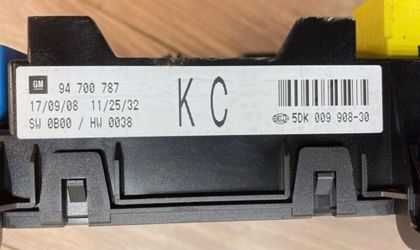 GM 94 700 787
17/09/08 11/25/32
SW 0B00 / HW 0038
KC
HELLA 5DK 009 908-30